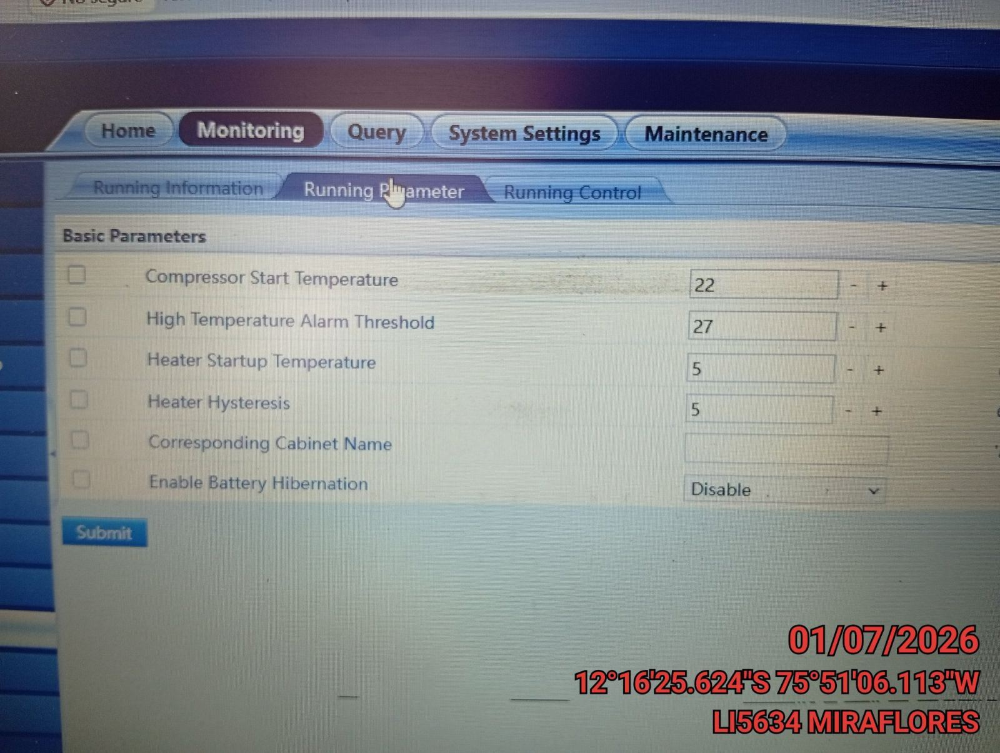 No seguro
Home Monitoring Query System Settings Maintenance
Running Information Running Parameter Running Control
Basic Parameters
Compressor Start Temperature 22 - +
High Temperature Alarm Threshold 27 - +
Heater Startup Temperature 5 - +
Heater Hysteresis 5 - +
Corresponding Cabinet Name
Enable Battery Hibernation Disable
Submit
01/07/2026
12°16'25.624"S 75°51'06.113"W
LI5634 MIRAFLORES